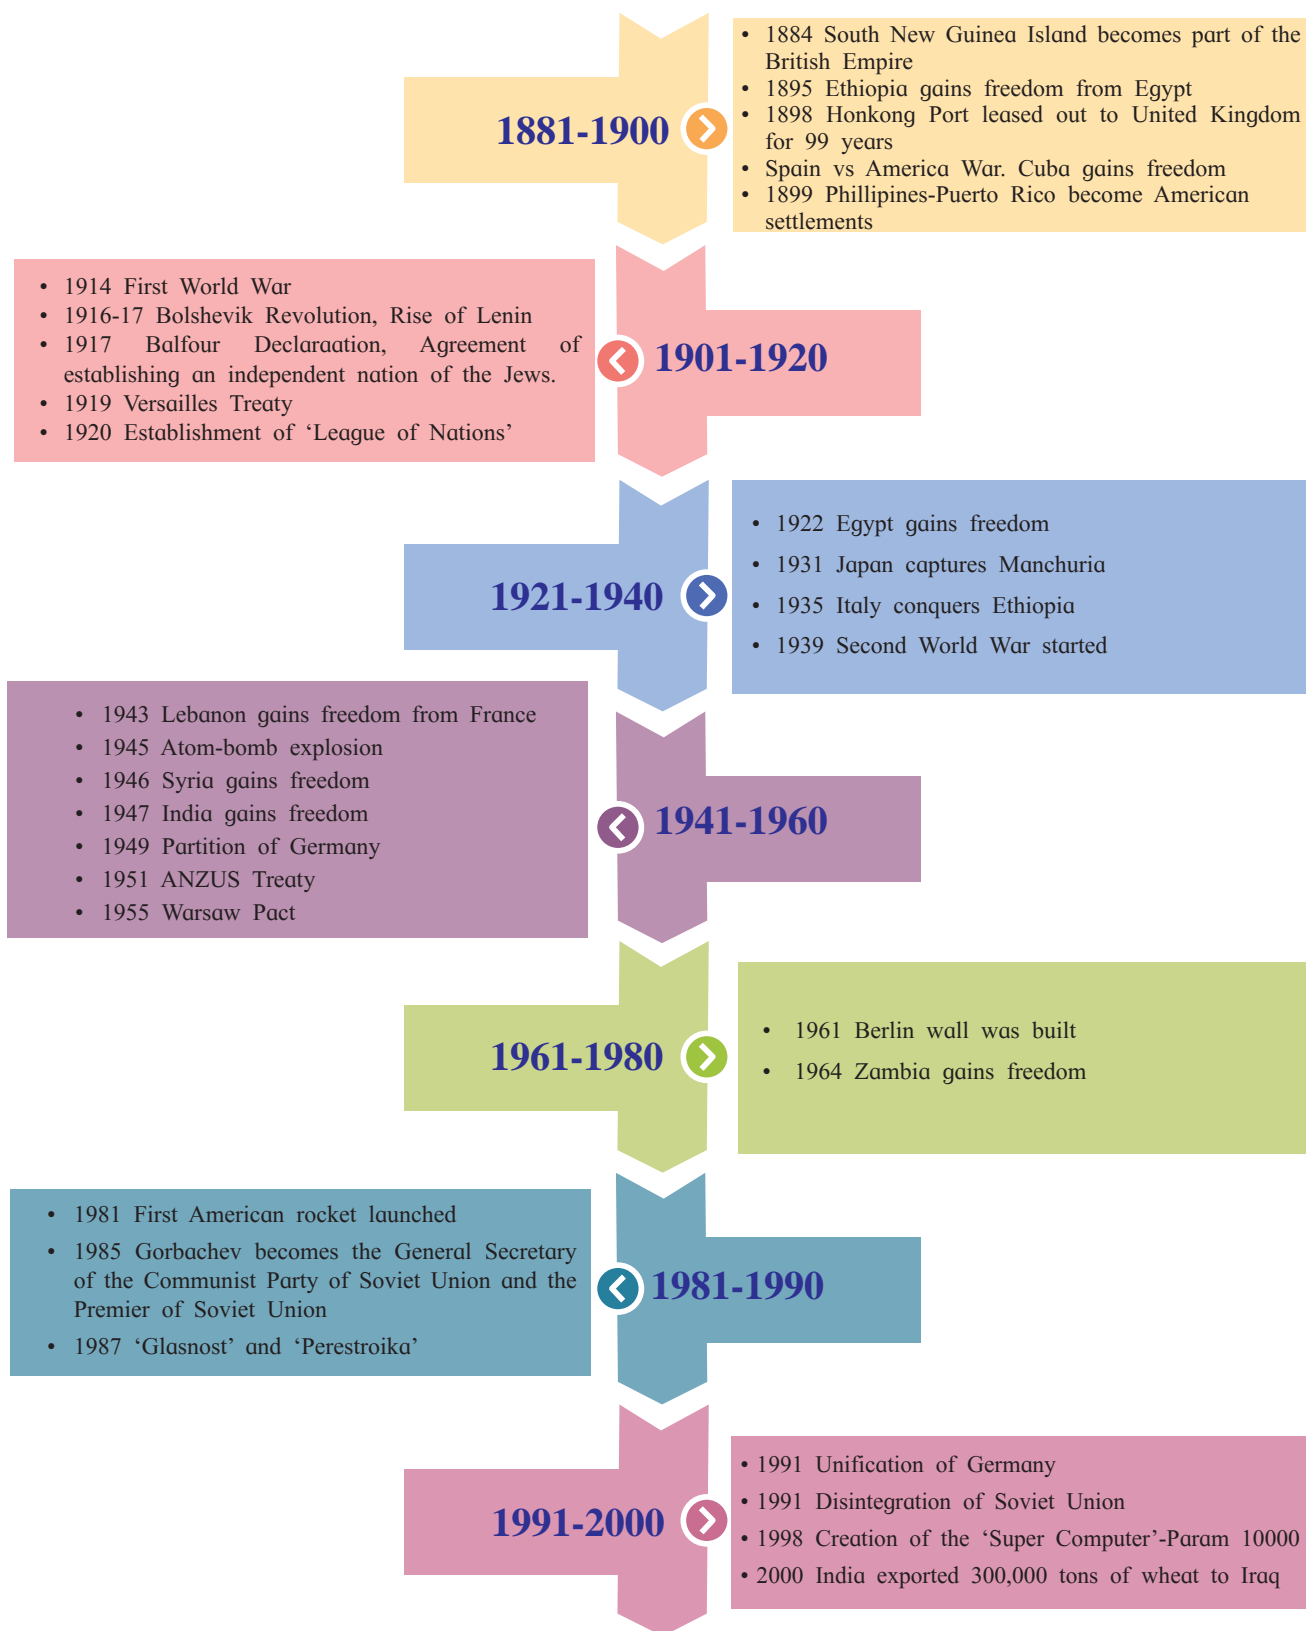 1881-1900
• 1884 South New Guinea Island becomes part of the
British Empire
• 1895 Ethiopia gains freedom from Egypt
• 1898 Honkong Port leased out to United Kingdom
for 99 years
• Spain vs America War. Cuba gains freedom
• 1899 Phillipines-Puerto Rico become American
settlements
1901-1920
• 1914 First World War
• 1916-17 Bolshevik Revolution, Rise of Lenin
• 1917 Balfour Declaraation, Agreement of
establishing an independent nation of the Jews.
• 1919 Versailles Treaty
• 1920 Establishment of ‘League of Nations’
1921-1940
• 1922 Egypt gains freedom
• 1931 Japan captures Manchuria
• 1935 Italy conquers Ethiopia
• 1939 Second World War started
1941-1960
• 1943 Lebanon gains freedom from France
• 1945 Atom-bomb explosion
• 1946 Syria gains freedom
• 1947 India gains freedom
• 1949 Partition of Germany
• 1951 ANZUS Treaty
• 1955 Warsaw Pact
1961-1980
• 1961 Berlin wall was built
• 1964 Zambia gains freedom
1981-1990
• 1981 First American rocket launched
• 1985 Gorbachev becomes the General Secretary
of the Communist Party of Soviet Union and the
Premier of Soviet Union
• 1987 ‘Glasnost’ and ‘Perestroika’
1991-2000
• 1991 Unification of Germany
• 1991 Disintegration of Soviet Union
• 1998 Creation of the ‘Super Computer’-Param 10000
• 2000 India exported 300,000 tons of wheat to Iraq